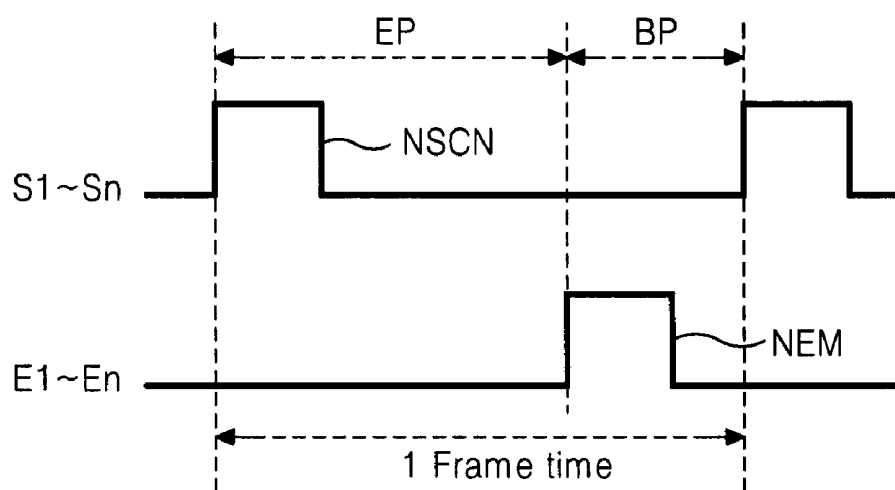 EP
BP
NSCN
S1~Sn
NEM
E1~En
1 Frame time